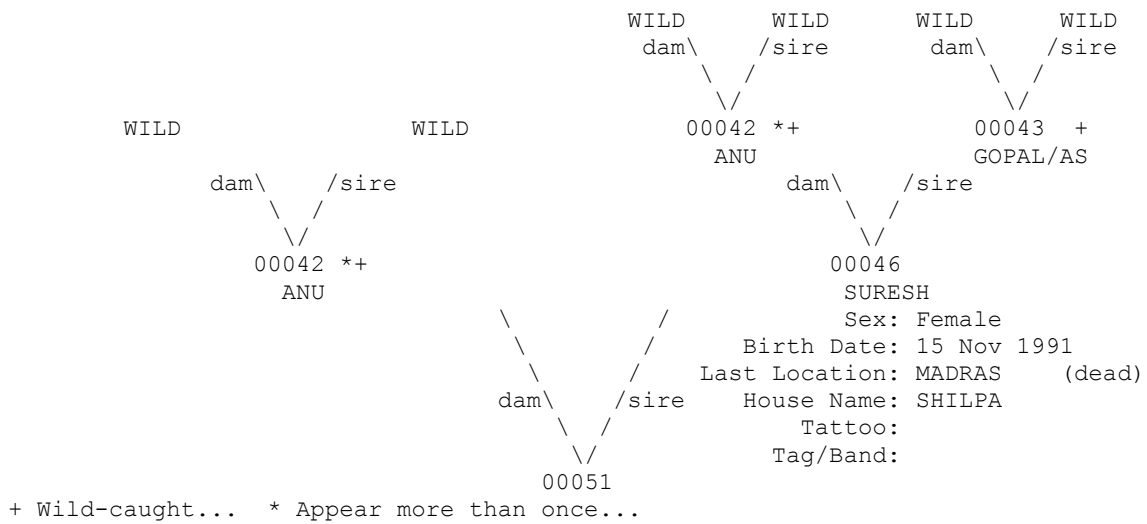 WILD WILD WILD WILD
dam\ /sire dam\ /sire
\ / \ /
\/ \/
WILD WILD 00042 *+ 00043 +
ANU GOPAL/AS
dam\ /sire dam\ /sire
\ / \ /
\/ \/
00042 *+ 00046
ANU SURESH
\ / Sex: Female
\ / Birth Date: 15 Nov 1991
\ / Last Location: MADRAS (dead)
dam\ /sire House Name: SHILPA
\ / Tattoo:
\/ Tag/Band:
00051
+ Wild-caught... * Appear more than once...